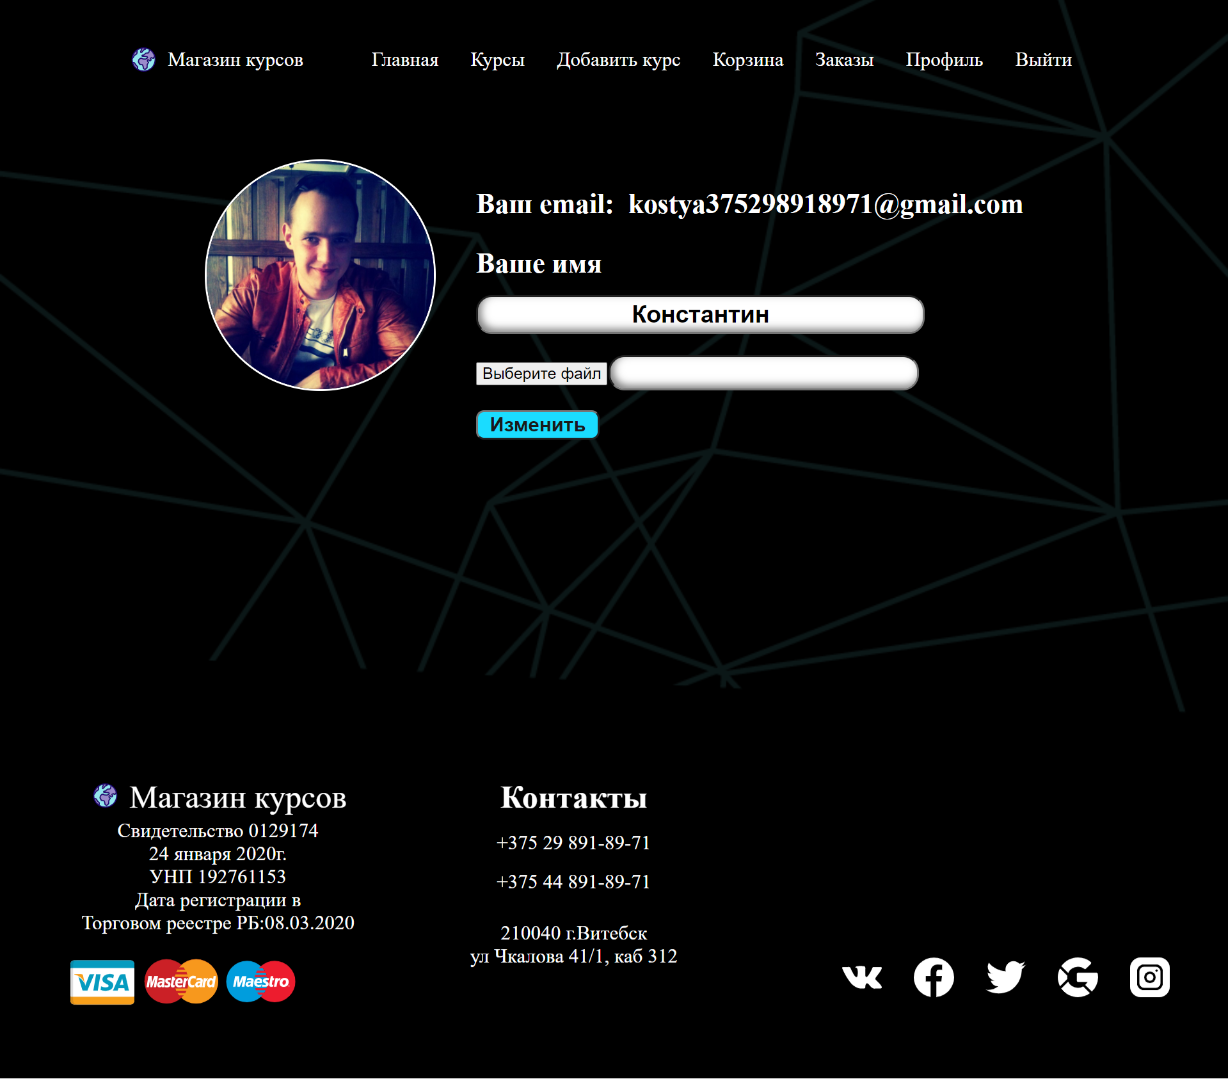 Магазин курсов Главная Курсы Добавить курс Корзина Заказы Профиль Выйти
Ваш email: kostya375298918971@gmail.com
Ваше имя
Константин
Выберите файл
Изменить
Магазин курсов
Свидетельство 0129174
24 января 2020г.
УНП 192761153
Дата регистрации в
Торговом реестре РБ:08.03.2020
VISA MasterCard Maestro
Контакты
+375 29 891-89-71
+375 44 891-89-71
210040 г.Витебск
ул Чкалова 41/1, каб 312